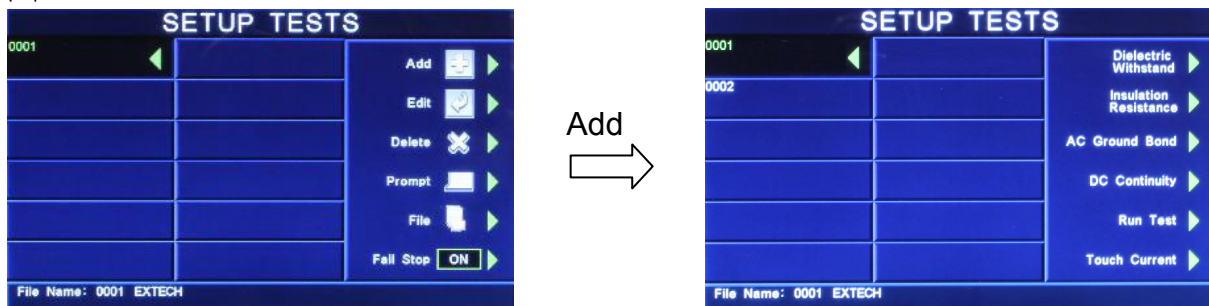 SETUP TESTS
0001
Add
Edit
Delete
Prompt
File
Fail Stop ON
File Name: 0001 EXTECH
Add
SETUP TESTS
0001
0002
Dielectric
Withstand
Insulation
Resistance
AC Ground Bond
DC Continuity
Run Test
Touch Current
File Name: 0001 EXTECH